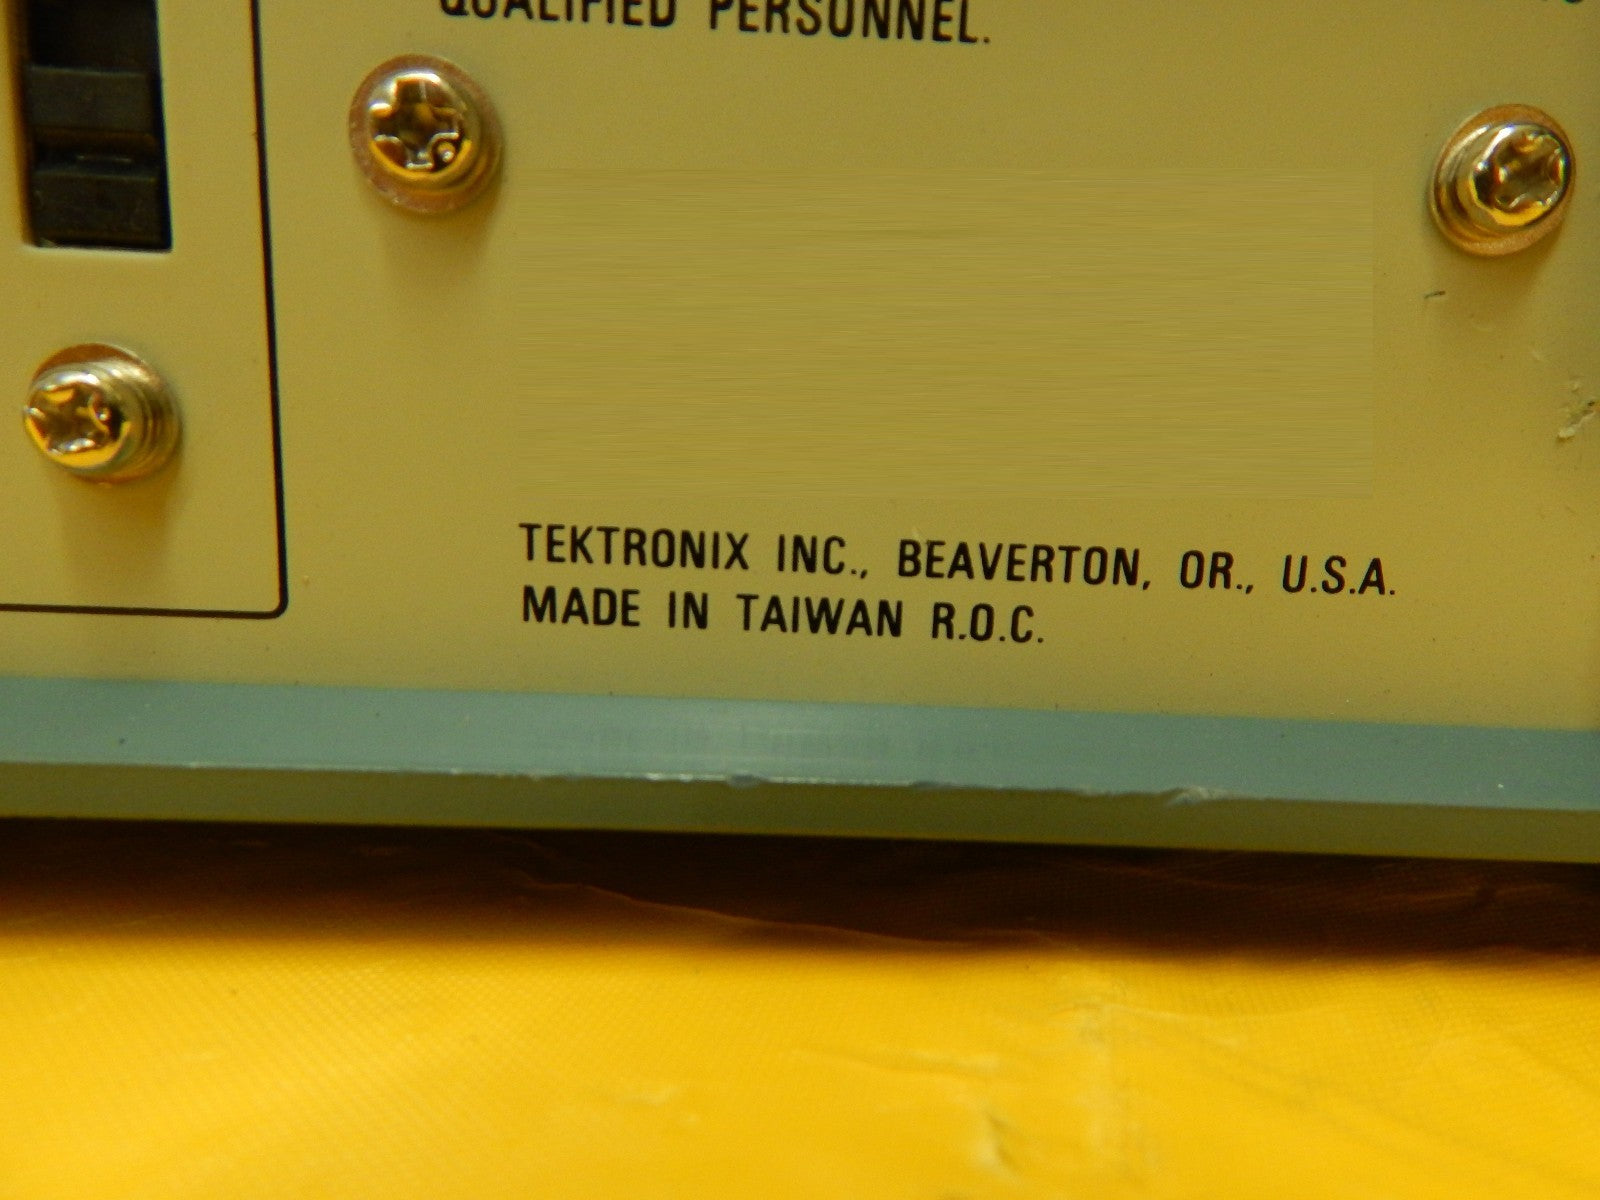 QUALIFIED PERSONNEL.
TEKTRONIX INC., BEAVERTON, OR., U.S.A.
MADE IN TAIWAN R.O.C.